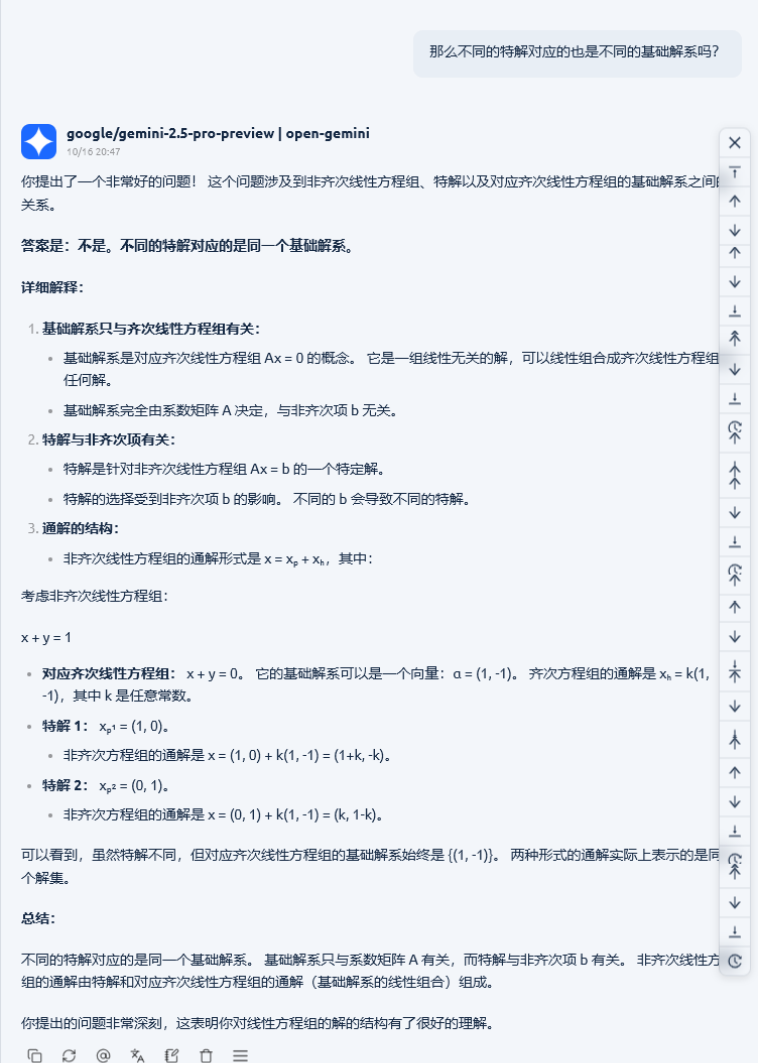 那么不同的特解对应的也是不同的基础解系吗？
google/gemini-2.5-pro-preview | open-gemini
10/16 20:47
你提出了一个非常好的问题！ 这个问题涉及到非齐次线性方程组、特解以及对应齐次线性方程组的基础解系之间的
关系。
答案是：不是。不同的特解对应的是同一个基础解系。
详细解释：
1. 基础解系只与齐次线性方程组有关：
• 基础解系是对应齐次线性方程组 Ax = 0 的概念。 它是一组线性无关的解，可以线性组合成齐次线性方程组
任何解。
• 基础解系完全由系数矩阵 A 决定，与非齐次项 b 无关。
2. 特解与非齐次项有关：
• 特解是针对非齐次线性方程组 Ax = b 的一个特定解。
• 特解的选择受到非齐次项 b 的影响。 不同的 b 会导致不同的特解。
3. 通解的结构：
• 非齐次线性方程组的通解形式是 x = xₚ + xₕ，其中：
考虑非齐次线性方程组：
x + y = 1
• 对应齐次线性方程组： x + y = 0。 它的基础解系可以是一个向量：α = (1, -1)。 齐次方程组的通解是 xₕ = k(1,
-1)，其中 k 是任意常数。
• 特解 1： xₚ₁ = (1, 0)。
• 非齐次方程组的通解是 x = (1, 0) + k(1, -1) = (1+k, -k)。
• 特解 2： xₚ₂ = (0, 1)。
• 非齐次方程组的通解是 x = (0, 1) + k(1, -1) = (k, 1-k)。
可以看到，虽然特解不同，但对应齐次线性方程组的基础解系始终是 {(1, -1)}。 两种形式的通解实际上表示的是同
个解集。
总结：
不同的特解对应的是同一个基础解系。 基础解系只与系数矩阵 A 有关，而特解与非齐次项 b 有关。 非齐次线性方
组的通解由特解和对应齐次线性方程组的通解（基础解系的线性组合）组成。
你提出的问题非常深刻，这表明你对线性方程组的解的结构有了很好的理解。